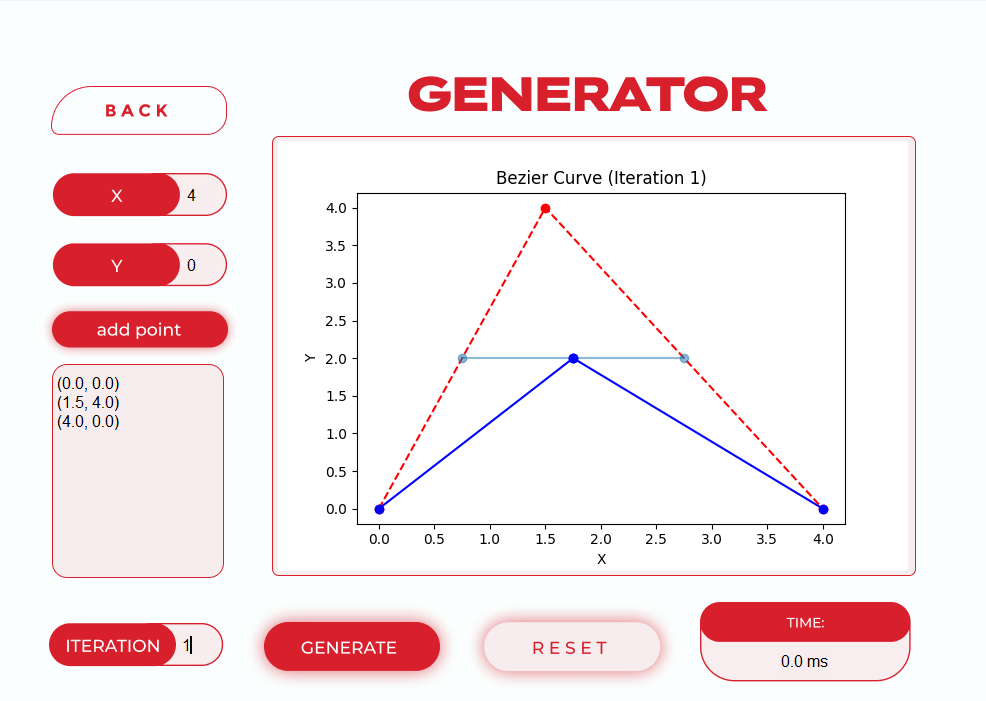 GENERATOR
BACK
X 4
Y 0
add point
(0.0, 0.0)
(1.5, 4.0)
(4.0, 0.0)
Bezier Curve (Iteration 1)
Y
4.0
3.5
3.0
2.5
2.0
1.5
1.0
0.5
0.0
0.0 0.5 1.0 1.5 2.0 2.5 3.0 3.5 4.0
X
ITERATION 1
GENERATE
RESET
TIME:
0.0 ms